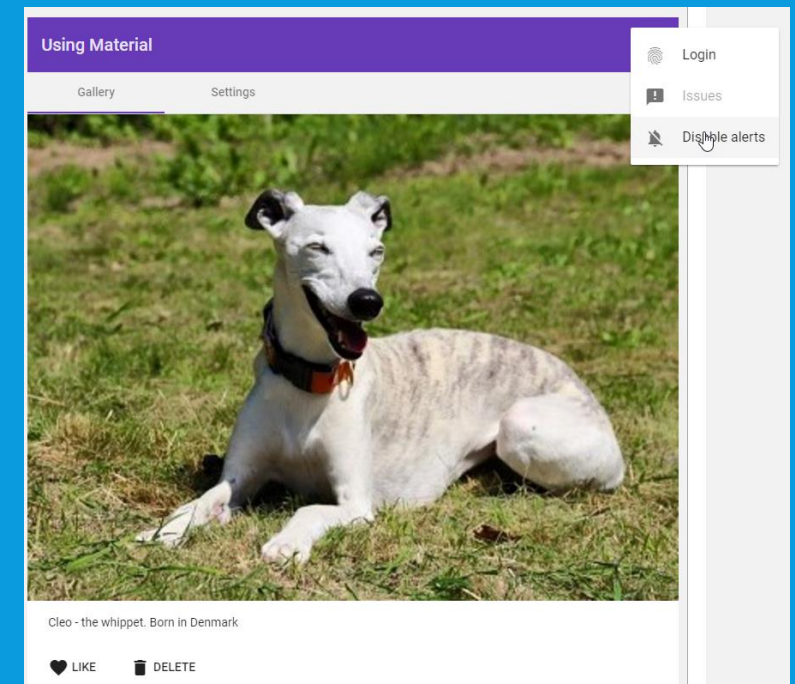 Using Material
Login
Gallery
Settings
Issues
Disable alerts
Cleo - the whippet. Born in Denmark
LIKE
DELETE